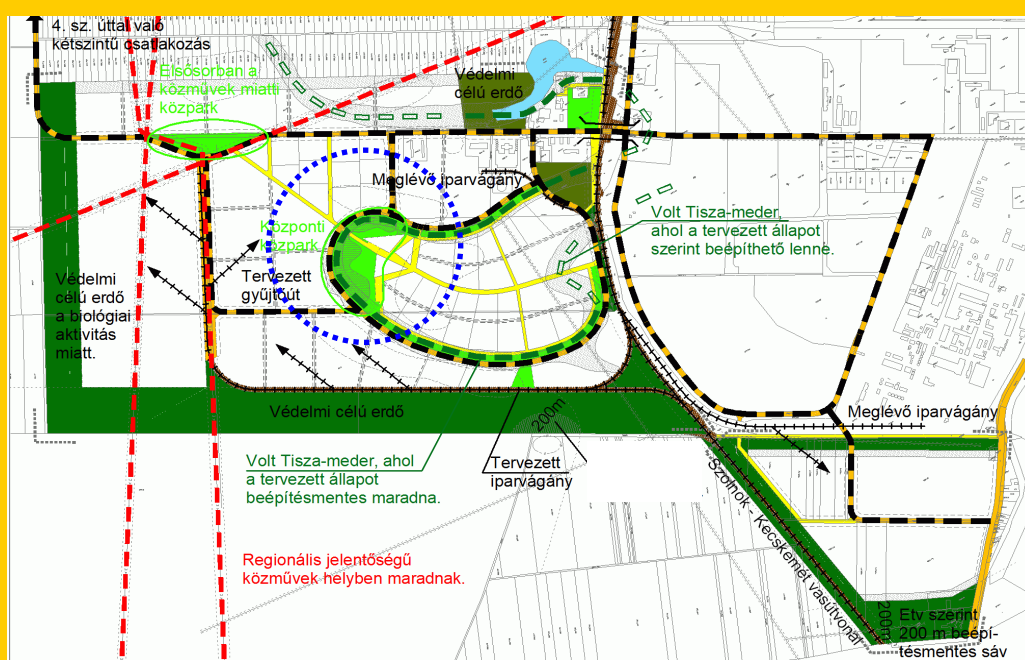 4. sz. úttal való
kétszintű csatlakozás
Elsősorban a
közművek miatti
közpark
Védelmi
célú erdő
Meglévő iparvágány
Központi
közpark
Volt Tisza-meder,
ahol a tervezett állapot
szerint beépíthető lenne.
Tervezett
gyűjtőút
Védelmi
célú erdő
a biológiai
aktivitás
miatt.
Védelmi célú erdő
200m
Meglévő iparvágány
Volt Tisza-meder, ahol
a tervezett állapot
beépítésmentes maradna.
Tervezett
iparvágány
Szolnok - Kecskemét vasútvonal
Regionális jelentőségű
közművek helyben maradnak.
200m
Etv szerint
200 m beépí-
tésmentes sáv